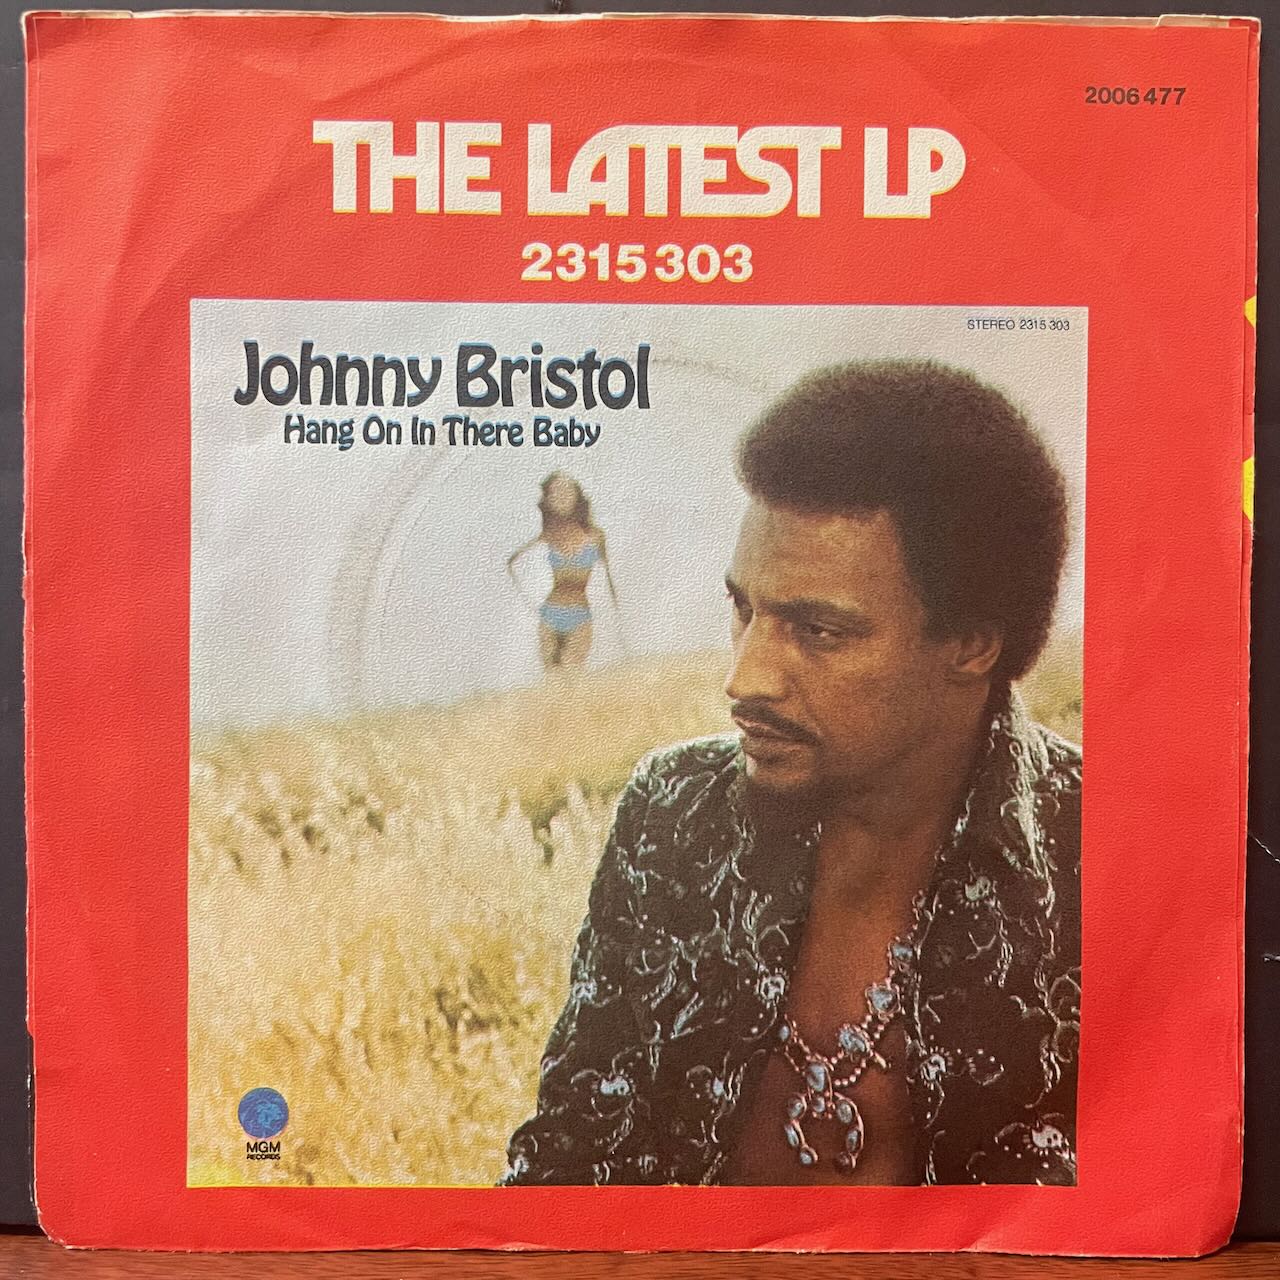 2006 477
THE LATEST LP
2315 303
STEREO 2315 303
Johnny Bristol
Hang On In There Baby
MGM
RECORDS